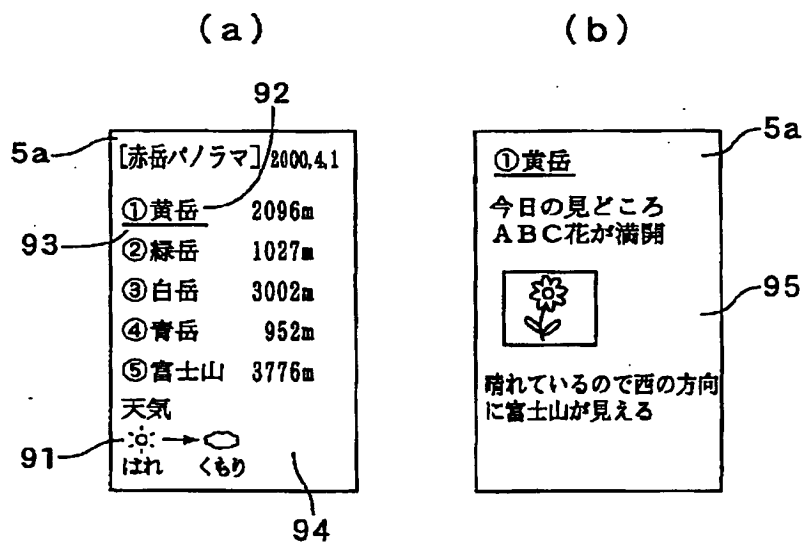 (a)
(b)
92
5a
[赤岳パノラマ] 2000,4,1
①黄岳 2096m
93
②緑岳 1027m
③白岳 3002m
④青岳 952m
⑤富士山 3776m
天気
91
はれ くもり
94
5a
①黄岳
今日の見どころ
ABC花が満開
95
晴れているので西の方向
に富士山が見える